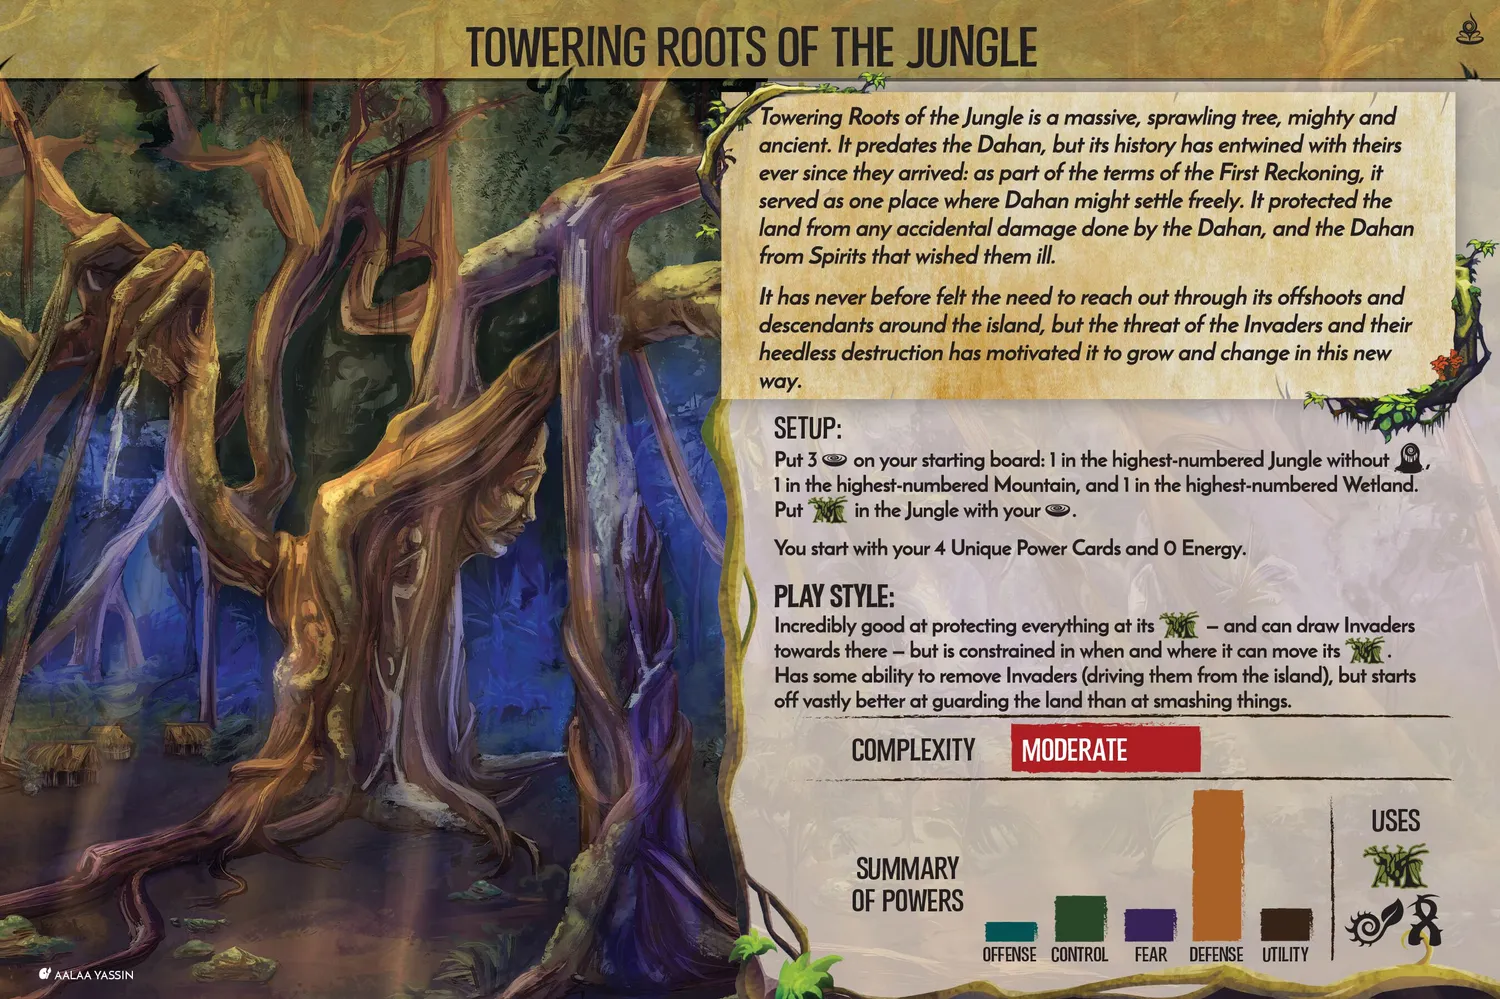 TOWERING ROOTS OF THE JUNGLE
Towering Roots of the Jungle is a massive, sprawling tree, mighty and
ancient. It predates the Dahan, but its history has entwined with theirs
ever since they arrived: as part of the terms of the First Reckoning, it
served as one place where Dahan might settle freely. It protected the
land from any accidental damage done by the Dahan, and the Dahan
from Spirits that wished them ill.
It has never before felt the need to reach out through its offshoots and
descendants around the island, but the threat of the Invaders and their
heedless destruction has motivated it to grow and change in this new
way.
SETUP:
Put 3 on your starting board: 1 in the highest-numbered Jungle without ,
1 in the highest-numbered Mountain, and 1 in the highest-numbered Wetland.
Put in the Jungle with your .
You start with your 4 Unique Power Cards and 0 Energy.
PLAY STYLE:
Incredibly good at protecting everything at its – and can draw Invaders
towards there – but is constrained in when and where it can move its .
Has some ability to remove Invaders (driving them from the island), but starts
off vastly better at guarding the land than at smashing things.
COMPLEXITY MODERATE
SUMMARY
OF POWERS
OFFENSE CONTROL FEAR DEFENSE UTILITY
USES
AALAA YASSIN